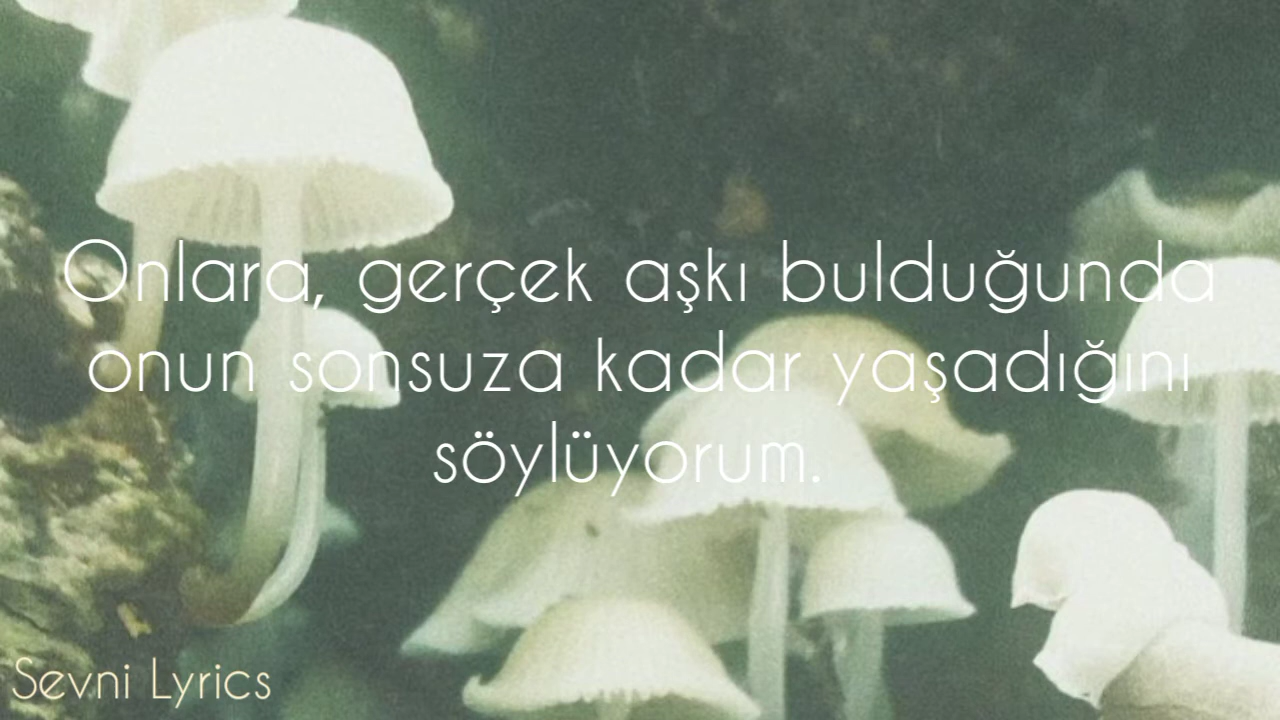 Onlara, gerçek aşkı bulduğunda
onun sonsuza kadar yaşadığını
söylüyorum.
Sevni Lyrics